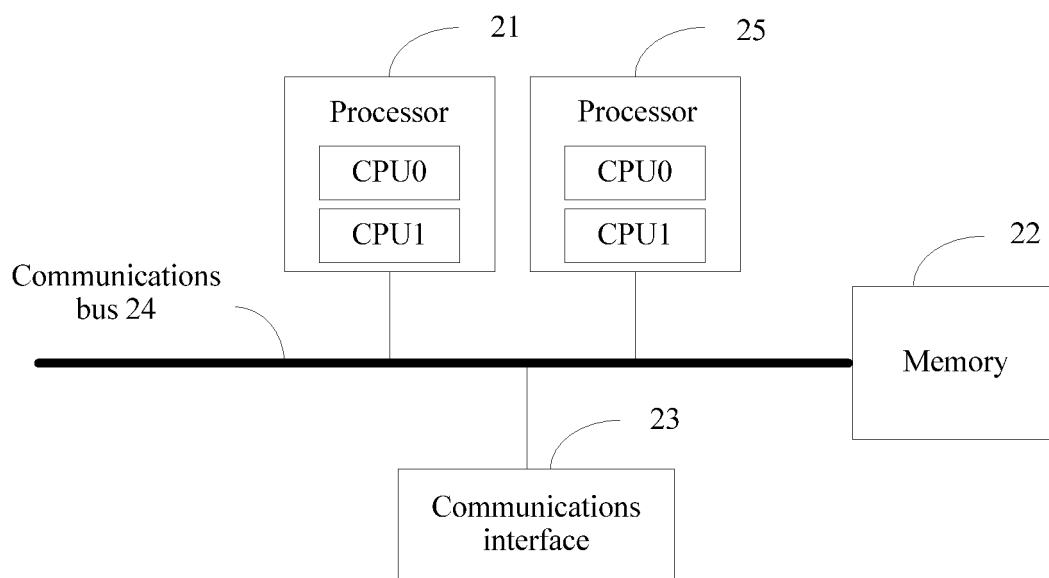 21
25
Processor
CPU0
CPU1
Processor
CPU0
CPU1
22
Communications
bus 24
Memory
23
Communications
interface